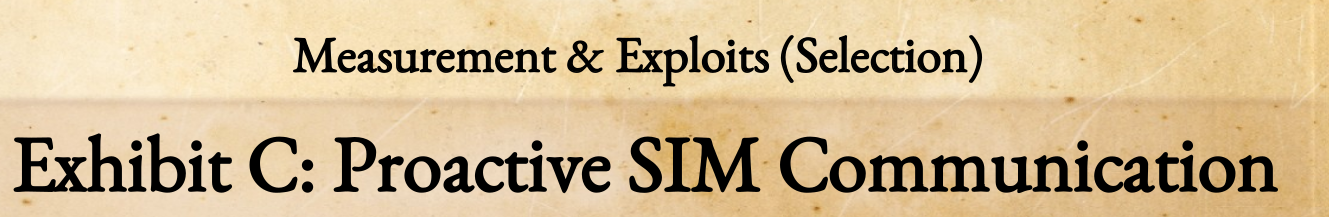 Measurement & Exploits (Selection)
Exhibit C: Proactive SIM Communication